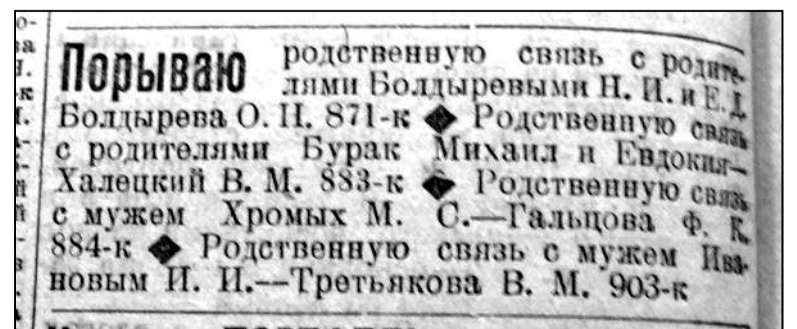 Порываю родственную связь с родите-
лями Болдыревыми Н. И. и Е. Д.
Болдырева О. Н. 871-к ◆ Родственную связь
с родителями Бурак Михаил и Евдокия—
Халецкий В. М. 883-к ◆ Родственную связь
с мужем Хромых М. С.—Гальцова Ф. К.
884-к ◆ Родственную связь с мужем Ива-
новым И. И.—Третьякова В. М. 903-к